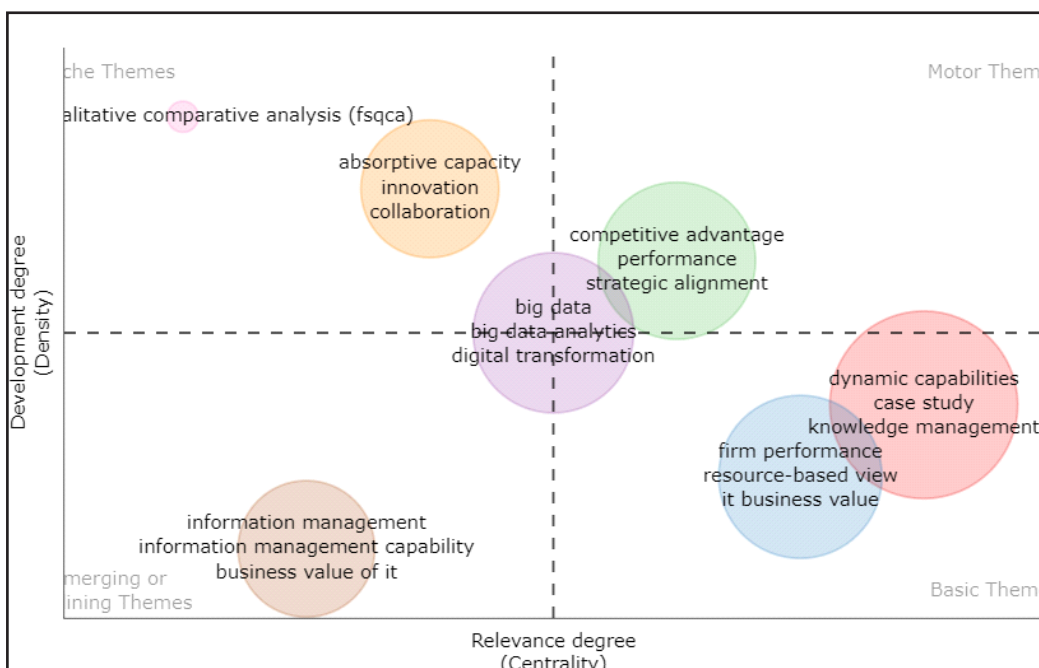 che Themes
Motor Them
alitative comparative analysis (fsqca)
absorptive capacity
innovation
collaboration
competitive advantage
performance
strategic alignment
big data
big data analytics
digital transformation
dynamic capabilities
case study
knowledge management
firm performance
resource-based view
it business value
information management
information management capability
business value of it
merging or
ining Themes
Basic Them
Development degree
(Density)
Relevance degree
(Centrality)